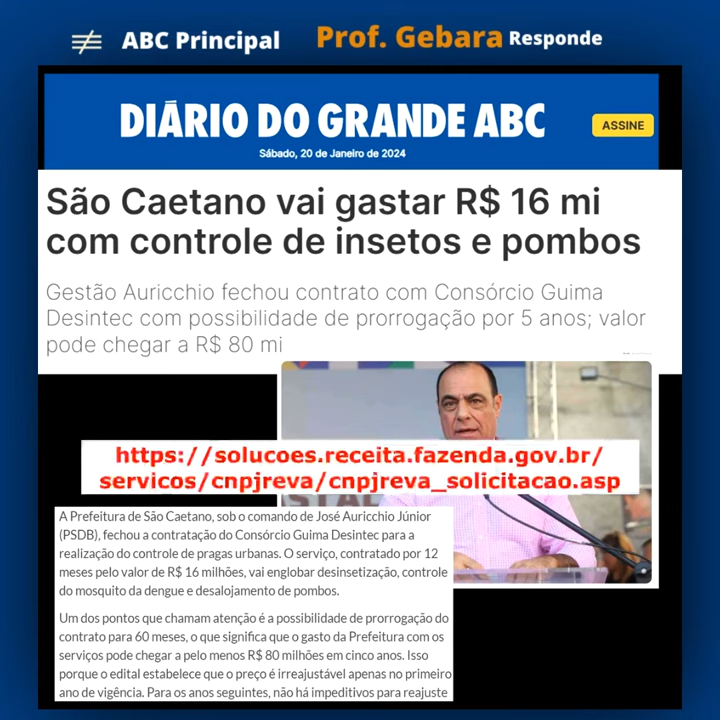 ABC Principal Prof. Gebara Responde
DIÁRIO DO GRANDE ABC
ASSINE
Sábado, 20 de Janeiro de 2024
São Caetano vai gastar R$ 16 mi
com controle de insetos e pombos
Gestão Auricchio fechou contrato com Consórcio Guima
Desintec com possibilidade de prorrogação por 5 anos; valor
pode chegar a R$ 80 mi
https://solucoes.receita.fazenda.gov.br/
servicos/cnpjreva/cnpjreva_solicitacao.asp
A Prefeitura de São Caetano, sob o comando de José Auricchio Júnior
(PSDB), fechou a contratação do Consórcio Guima Desintec para a
realização do controle de pragas urbanas. O serviço, contratado por 12
meses pelo valor de R$ 16 milhões, vai englobar desinsetização, controle
do mosquito da dengue e desalojamento de pombos.
Um dos pontos que chamam atenção é a possibilidade de prorrogação do
contrato para 60 meses, o que significa que o gasto da Prefeitura com os
serviços pode chegar a pelo menos R$ 80 milhões em cinco anos. Isso
porque o edital estabelece que o preço é irreajustável apenas no primeiro
ano de vigência. Para os anos seguintes, não há impeditivos para reajuste